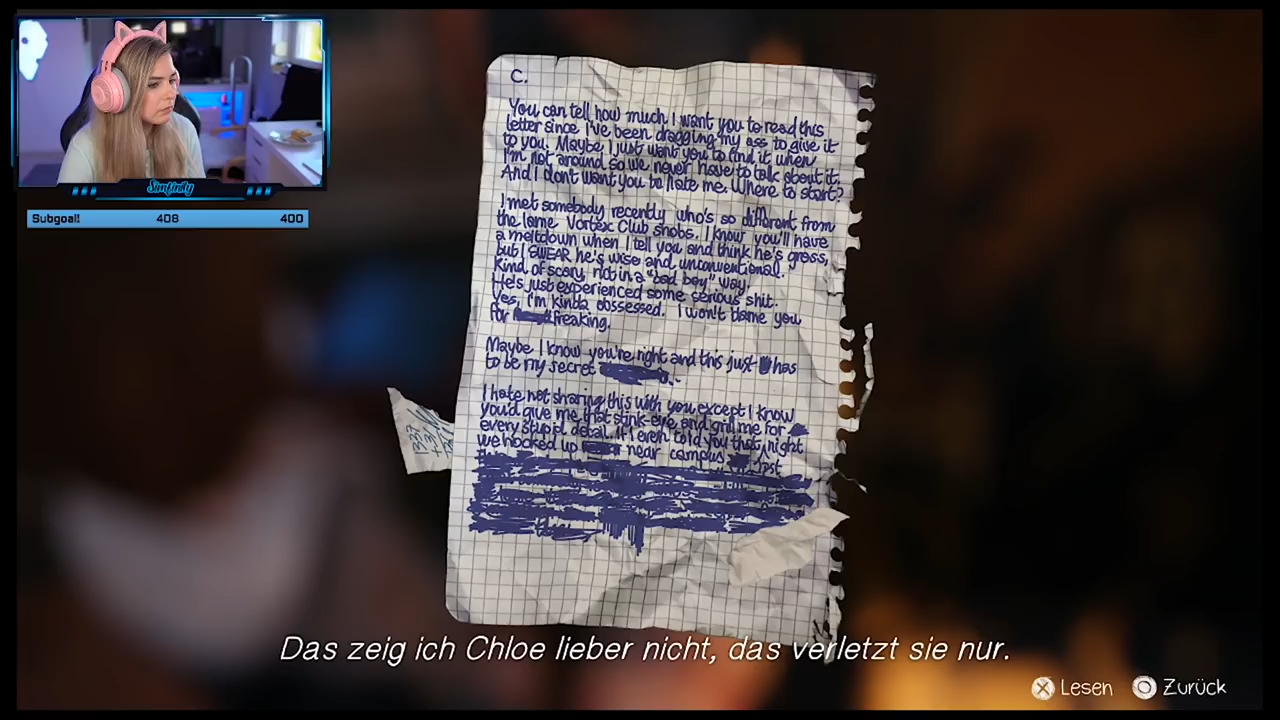 Simfinity
Subgoal! 408 400
C.
You can tell how much I want you to read this
letter since I've been dragging my ass to give it
to you. Maybe I just want you to find it when
I'm not around so we never have to talk about it.
And I dont want you to hate me. Where to start?
I met somebody recently who's so different from
the lame Vortex Club snobs. I know you'll have
a meltdown when I tell you and think he's gross,
but I SWEAR he's wise and unconventional.
Kind of scary, not in a "bad boy" way.
He's just experienced some serious shit.
Yes, I'm kinda obssessed. I won't blame you
for freaking.
Maybe I know you're right and this just has
to be my secret
I hate not sharing this with you except I know
you'd give me that stink-eye and grill me for
every stupid detail. If I even told you that night
we hooked up near campus last
337
Das zeig ich Chloe lieber nicht, das verletzt sie nur.
Lesen Zurück